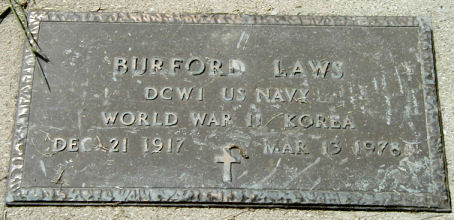 BURFORD LAWS
DCW1 US NAVY
WORLD WAR II KOREA
DEC 21 1917 MAR 13 1978